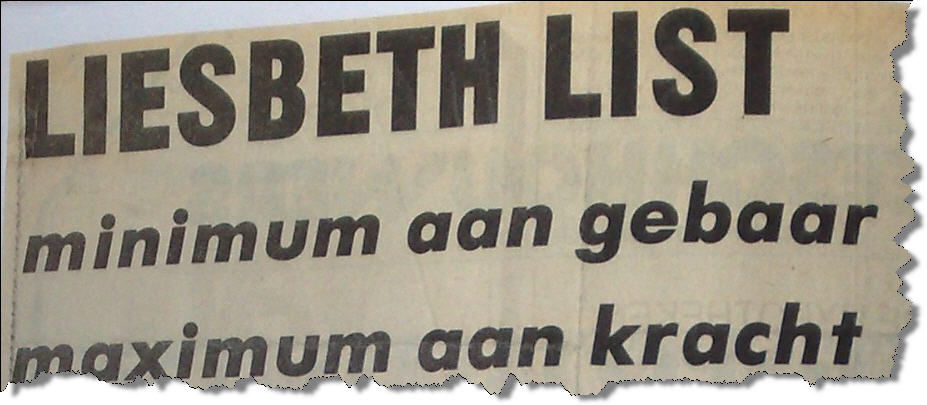 LIESBETH LIST
minimum aan gebaar
maximum aan kracht